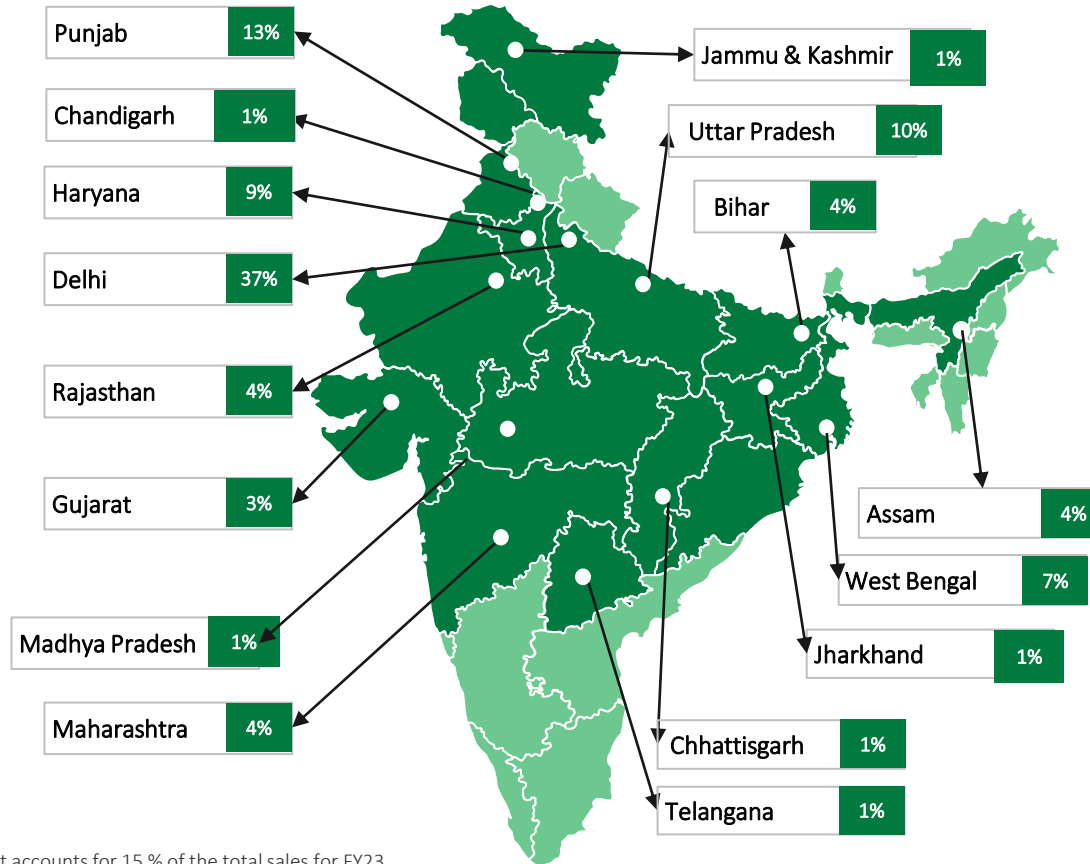 Punjab 13%
Jammu & Kashmir 1%
Chandigarh 1%
Uttar Pradesh 10%
Haryana 9%
Bihar 4%
Delhi 37%
Rajasthan 4%
Gujarat 3%
Assam 4%
West Bengal 7%
Madhya Pradesh 1%
Jharkhand 1%
Maharashtra 4%
Chhattisgarh 1%
Telangana 1%
accounts for 15 % of the total sales for FY23